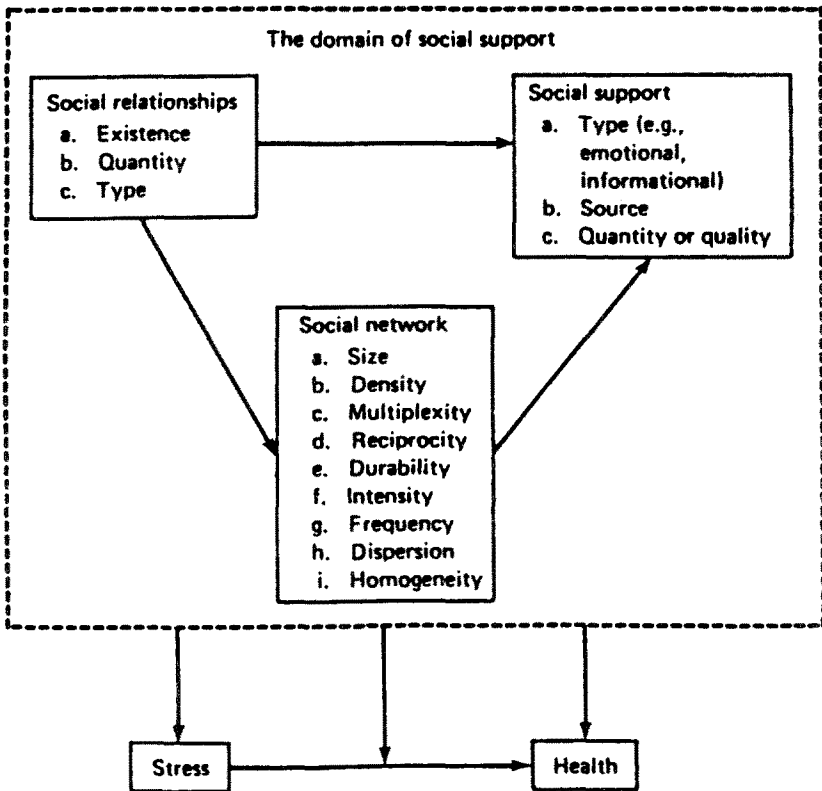 The domain of social support
Social relationships
a. Existence
b. Quantity
c. Type
Social support
a. Type (e.g.,
emotional,
informational)
b. Source
c. Quantity or quality
Social network
a. Size
b. Density
c. Multiplexity
d. Reciprocity
e. Durability
f. Intensity
g. Frequency
h. Dispersion
i. Homogeneity
Stress
Health